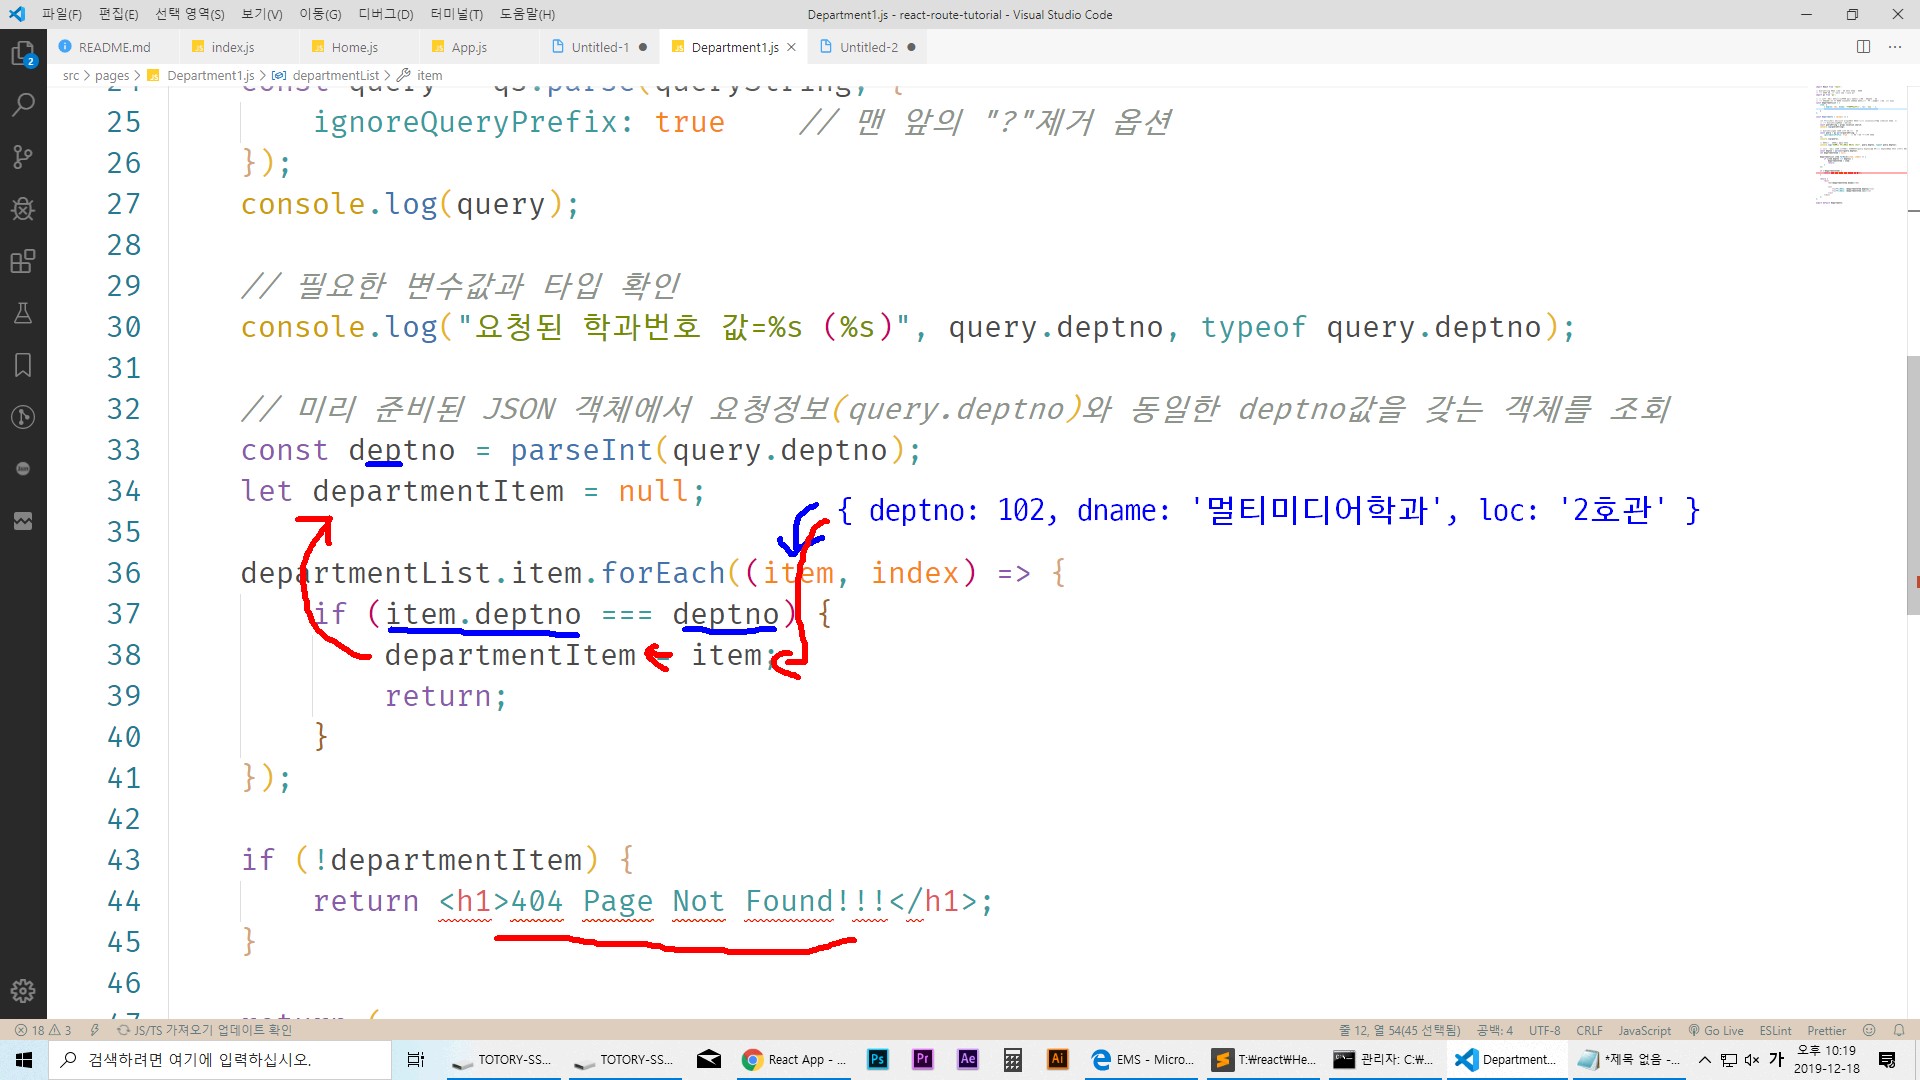 파일(F) 편집(E) 선택 영역(S) 보기(V) 이동(G) 디버그(D) 터미널(T) 도움말(H) Department1.js - react-route-tutorial - Visual Studio Code
README.md index.js Home.js App.js Untitled-1 Department1.js Untitled-2
src > pages > Department1.js > departmentList > item
2
24 const query = qs.parse(queryString, {
25 ignoreQueryPrefix: true // 맨 앞의 "?"제거 옵션
26 });
27 console.log(query);
28
29 // 필요한 변수값과 타입 확인
30 console.log("요청된 학과번호 값=%s (%s)", query.deptno, typeof query.deptno);
31
32 // 미리 준비된 JSON 객체에서 요청정보(query.deptno)와 동일한 deptno값을 갖는 객체를 조회
33 const deptno = parseInt(query.deptno);
34 let departmentItem = null;
{ deptno: 102, dname: '멀티미디어학과', loc: '2호관' }
35
36 departmentList.item.forEach((item, index) => {
37 if (item.deptno === deptno) {
38 departmentItem = item;
39 return;
40 }
41 });
42
43 if (!departmentItem) {
44 return <h1>404 Page Not Found!!!</h1>;
45 }
46
47 return (
18 3 JS/TS 가져오기 업데이트 확인 줄 12, 열 54(45 선택됨) 공백: 4 UTF-8 CRLF JavaScript Go Live ESLint Prettier
검색하려면 여기에 입력하십시오. TOTORY-SS... TOTORY-SS... React App - ... Ps Pr Ae Ai EMS - Micro... T:₩react₩He... 관리자: C:₩... Department... *제목 없음 -... 가 오후 10:19
2019-12-18